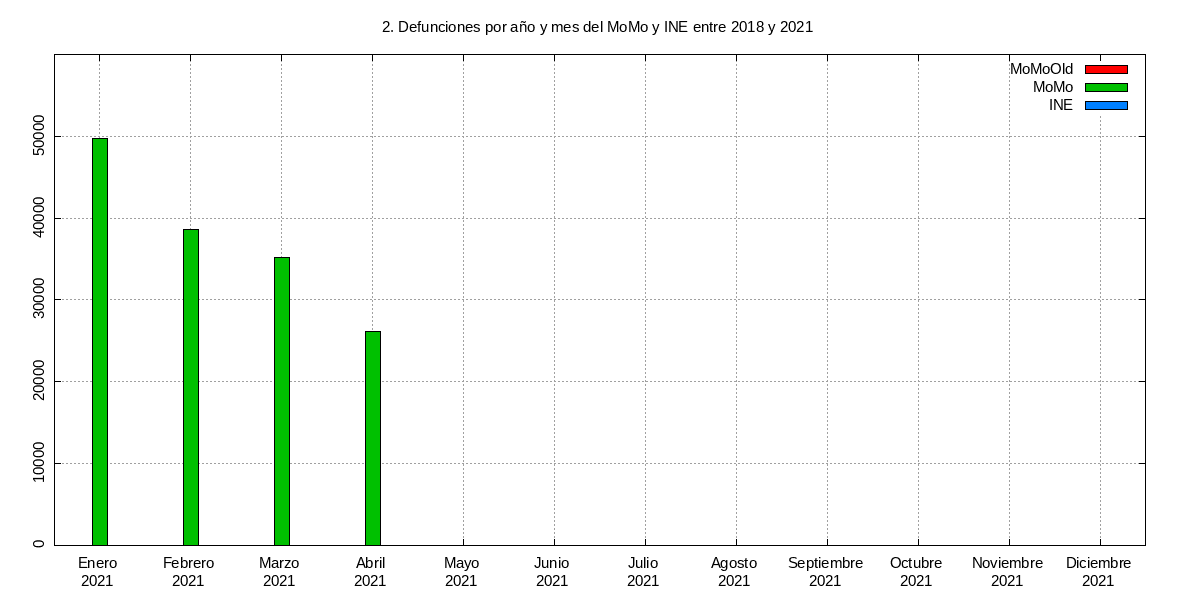 2. Defunciones por año y mes del MoMo y INE entre 2018 y 2021
MoMoOld
MoMo
INE
50000
40000
30000
20000
10000
0
Enero Febrero Marzo Abril Mayo Junio Julio Agosto Septiembre Octubre Noviembre Diciembre
2021 2021 2021 2021 2021 2021 2021 2021 2021 2021 2021 2021